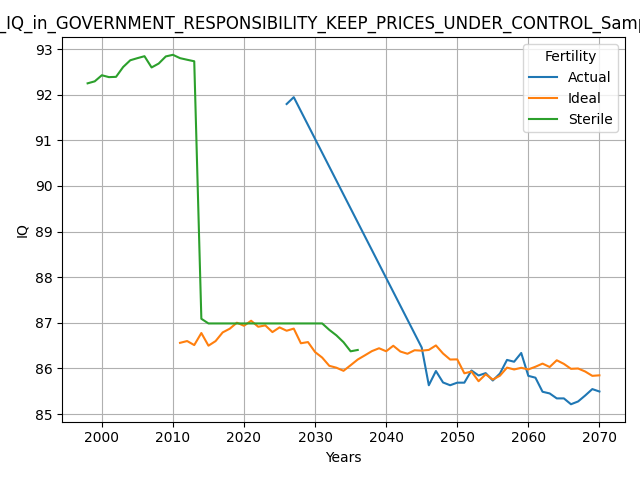 _IQ_in_GOVERNMENT_RESPONSIBILITY_KEEP_PRICES_UNDER_CONTROL_Sam
Fertility
Actual
Ideal
Sterile
IQ
93
92
91
90
89
88
87
86
85
2000 2010 2020 2030 2040 2050 2060 2070
Years